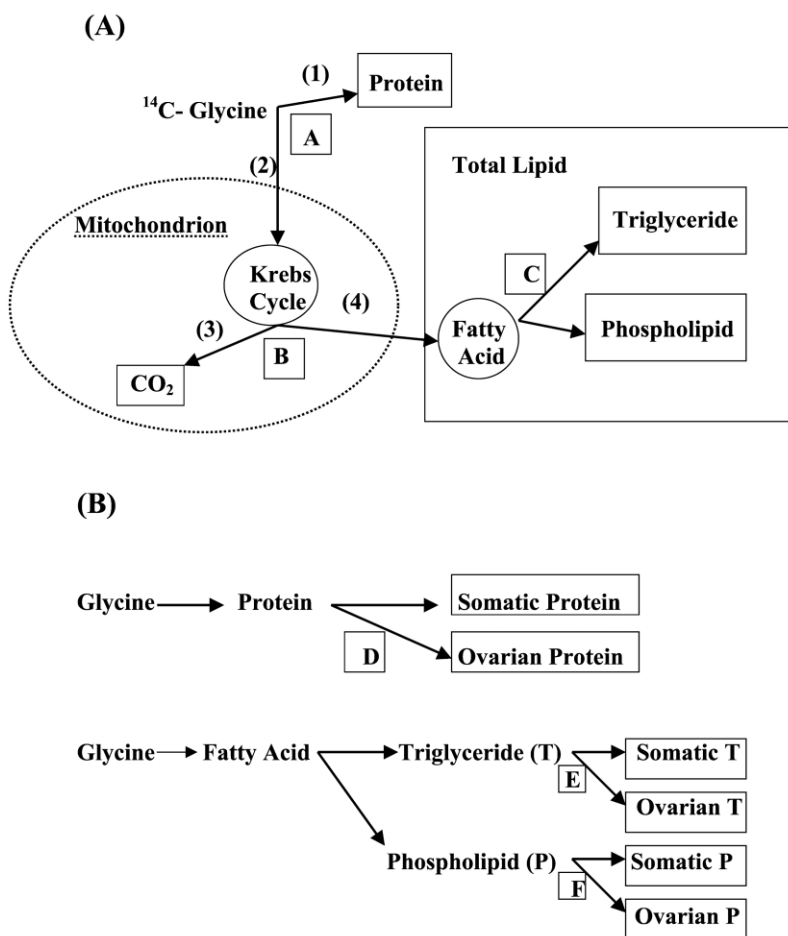 (A)
(1)
Protein
¹⁴C- Glycine
A
(2)
Total Lipid
Mitochondrion
Triglyceride
Krebs
Cycle
C
(4)
(3)
Fatty
Acid
Phospholipid
B
CO₂
(B)
Glycine Protein Somatic Protein
D Ovarian Protein
Glycine Fatty Acid Triglyceride (T) Somatic T
E
Ovarian T
Phospholipid (P) Somatic P
F
Ovarian P